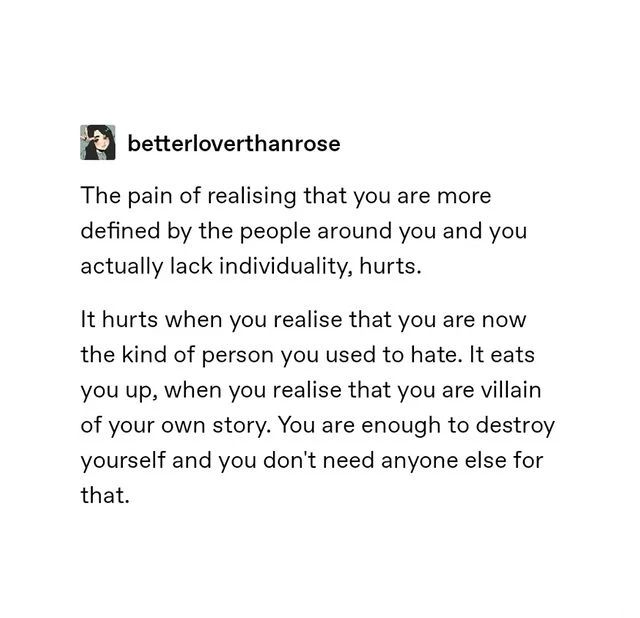 betterloverthanrose
The pain of realising that you are more
defined by the people around you and you
actually lack individuality, hurts.
It hurts when you realise that you are now
the kind of person you used to hate. It eats
you up, when you realise that you are villain
of your own story. You are enough to destroy
yourself and you don't need anyone else for
that.